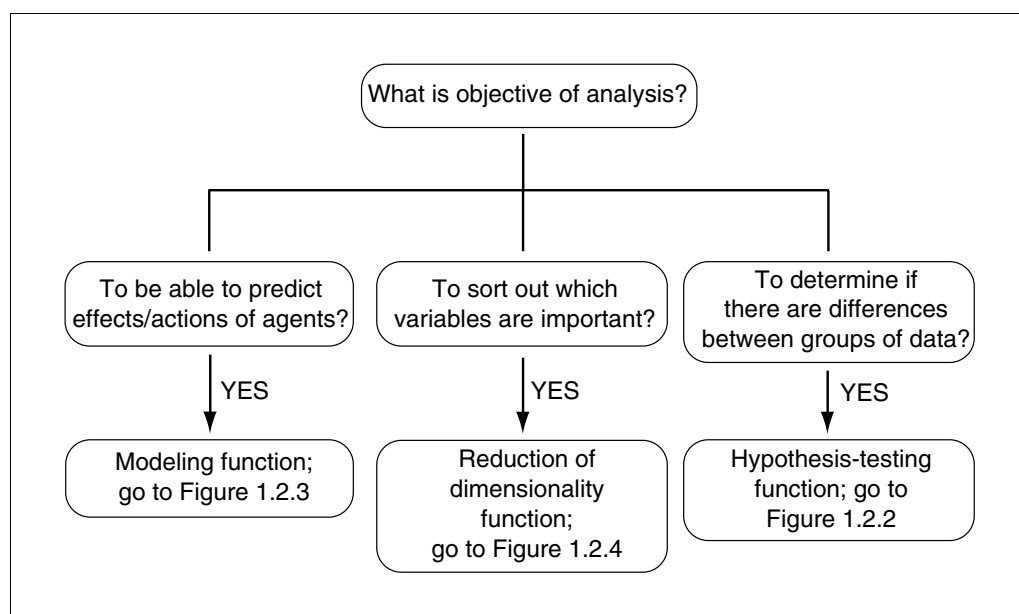 What is objective of analysis?
To be able to predict
effects/actions of agents?
To sort out which
variables are important?
To determine if
there are differences
between groups of data?
YES
YES
YES
Modeling function;
go to Figure 1.2.3
Reduction of
dimensionality
function;
go to Figure 1.2.4
Hypothesis-testing
function; go to
Figure 1.2.2